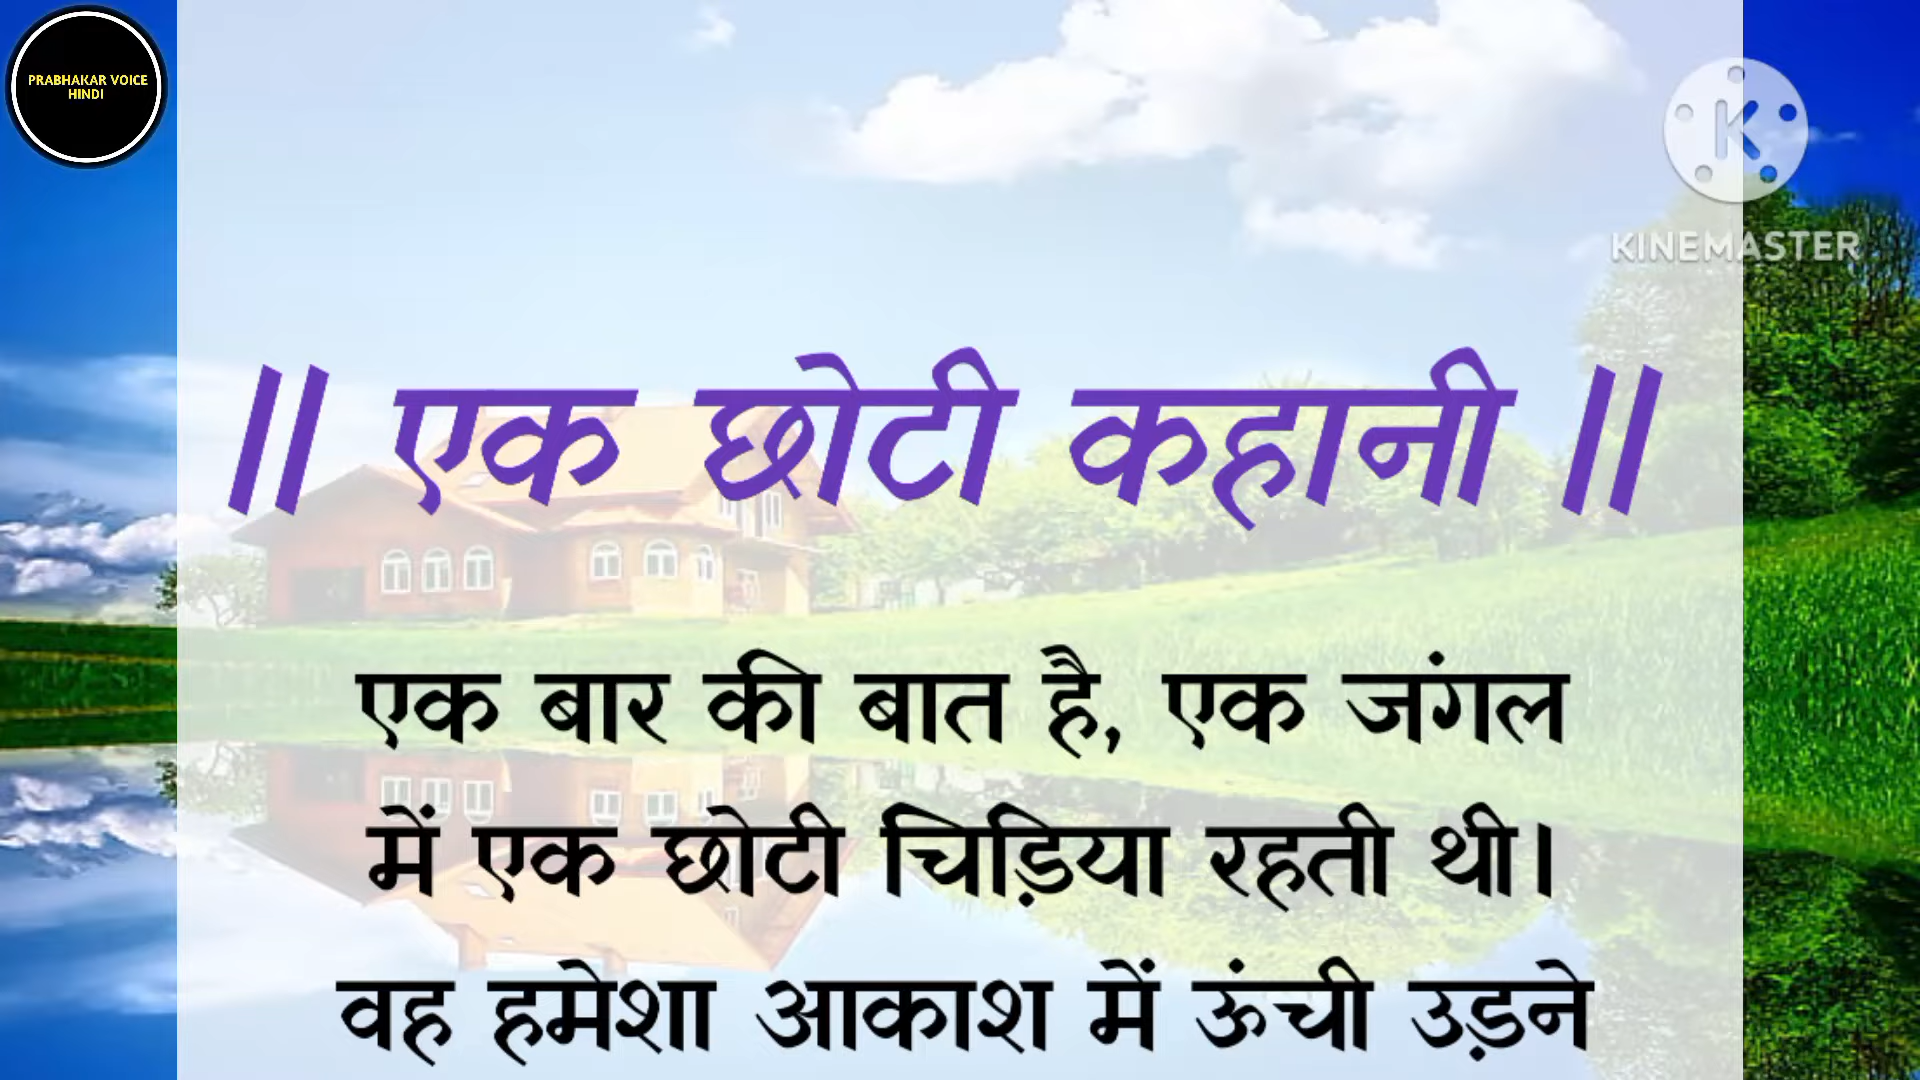 PRABHAKAR VOICE
HINDI
K
KINEMASTER
|| एक छोटी कहानी ||
एक बार की बात है, एक जंगल
में एक छोटी चिड़िया रहती थी।
वह हमेशा आकाश में ऊंची उड़ने